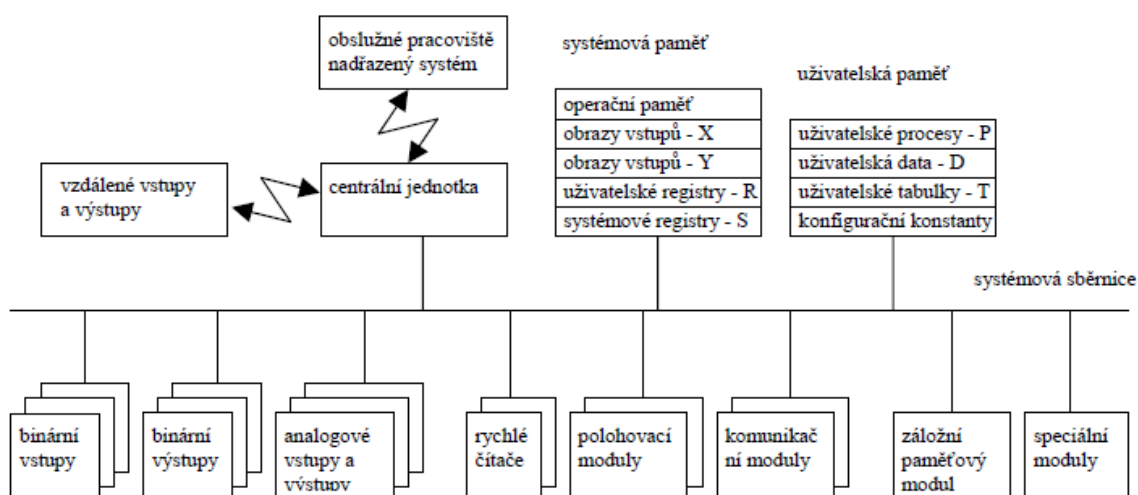 obslužné pracoviště
nadřazený systém
systémová paměť
uživatelská paměť
operační paměť
obrazy vstupů - X
obrazy vstupů - Y
uživatelské registry - R
systémové registry - S
uživatelské procesy - P
uživatelská data - D
uživatelské tabulky - T
konfigurační konstanty
vzdálené vstupy
a výstupy
centrální jednotka
systémová sběrnice
binární
vstupy
binární
výstupy
analogové
vstupy a
výstupy
rychlé
čítače
polohovací
moduly
komunikač
ní moduly
záložní
paměťový
modul
speciální
moduly